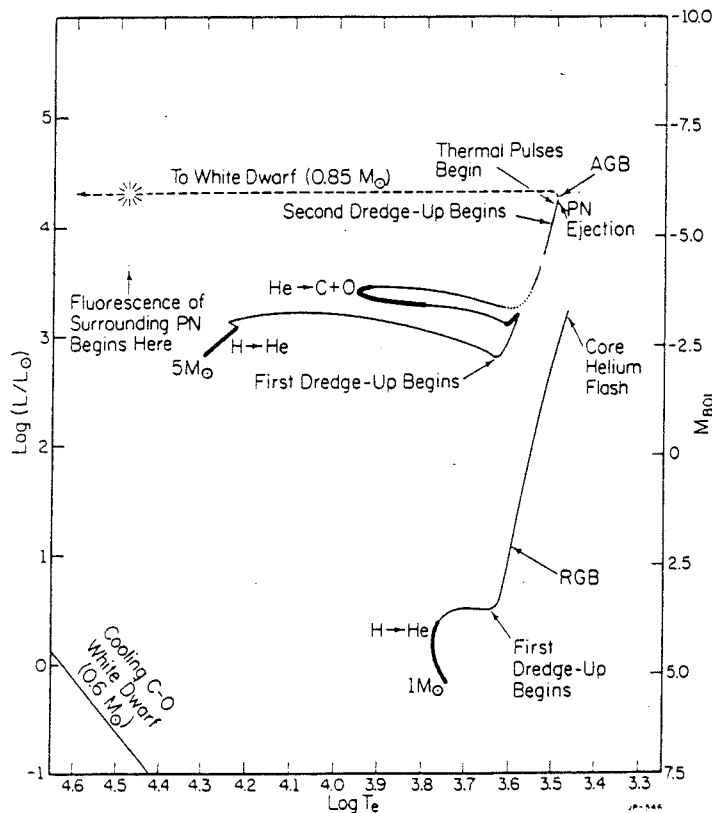 -10.0
5
-7.5
Thermal Pulses
Begin
AGB
To White Dwarf (0.85 M⊙)
PN
Ejection
Second Dredge-Up Begins
4
-5.0
He→C+O
Fluorescence of
Surrounding PN
Begins Here
3
H→He
5M⊙
First Dredge-Up Begins
Core
Helium
Flash
-2.5
Log (L/L⊙)
M BOL
2
0
1
RGB
2.5
H→He
First
Dredge-Up
Begins
1M⊙
0
5.0
Cooling C-O
White Dwarf
(0.6 M⊙)
-1
7.5
4.6 4.5 4.4 4.3 4.2 4.1 4.0 3.9 3.8 3.7 3.6 3.5 3.4 3.3
Log Te
JP-546